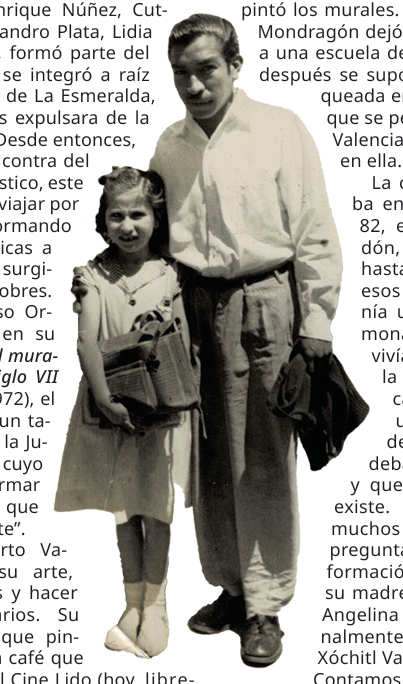 nrique Núñez, Cut-
andro Plata, Lidia
, formó parte del
se integró a raíz
de La Esmeralda,
s expulsara de la
Desde entonces,
contra del
stico, este
viajar por
ormando
icas a
surgi-
obres.
so Or-
en su
l mura-
iglo VII
972), el
un ta-
la Ju-
cuyo
rmar
que
te”.
rto Va-
su arte,
s y hacer
arios. Su
que pin-
café que
l Cine Lido (hoy, libre-
pintó los murales.
Mondragón dejó
a una escuela de
después se supo
queada en
que se pe
Valencia
en ella.
La c
ba en
82, e
dón,
hasta
esos
nía u
mona
vivía
la
ca
u
de
deba
y que
existe.
muchos
pregunta
formació
su madre
Angelina
nalmente
Xóchitl Va
Contamos